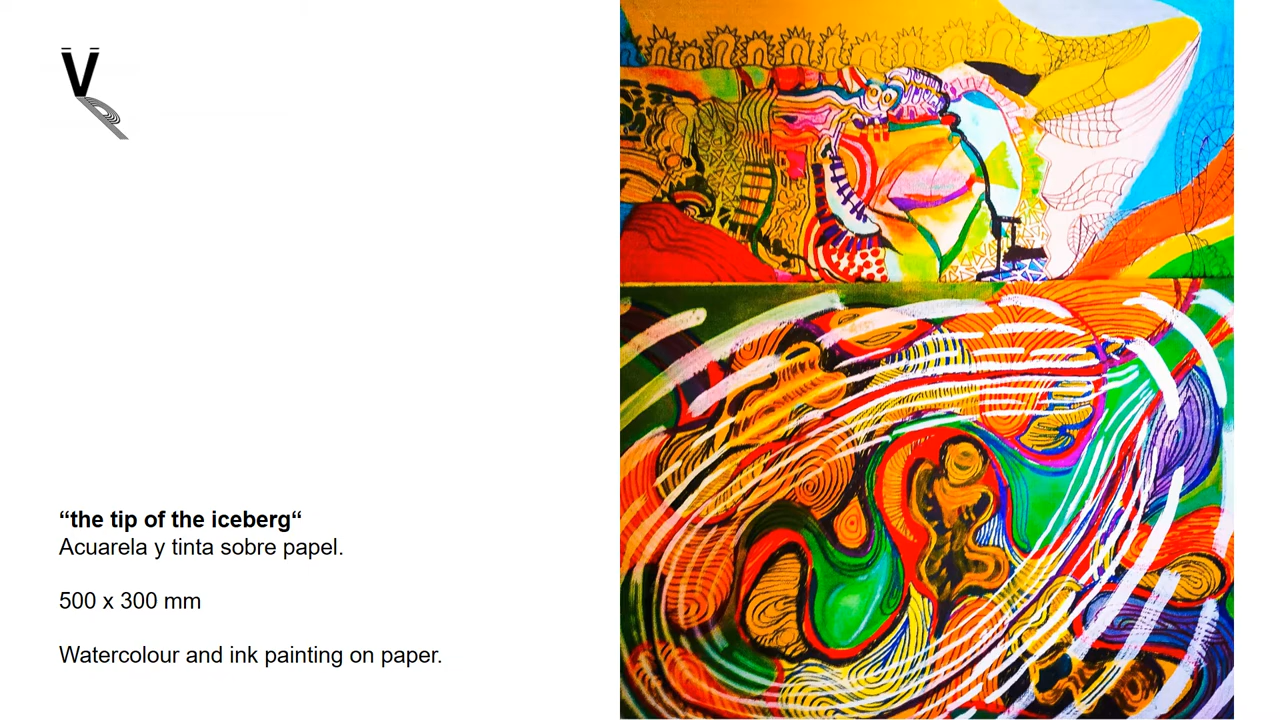 “the tip of the iceberg“
Acuarela y tinta sobre papel.
500 x 300 mm
Watercolour and ink painting on paper.